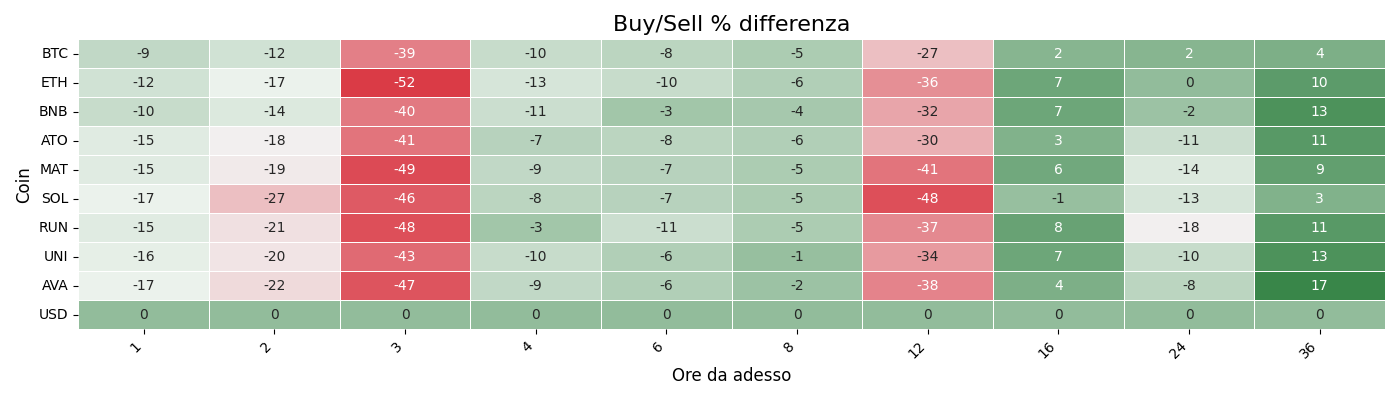 Buy/Sell % differenza
Coin
BTC -9 -12 -39 -10 -8 -5 -27 2 2 4
ETH -12 -17 -52 -13 -10 -6 -36 7 0 10
BNB -10 -14 -40 -11 -3 -4 -32 7 -2 13
ATO -15 -18 -41 -7 -8 -6 -30 3 -11 11
MAT -15 -19 -49 -9 -7 -5 -41 6 -14 9
SOL -17 -27 -46 -8 -7 -5 -48 -1 -13 3
RUN -15 -21 -48 -3 -11 -5 -37 8 -18 11
UNI -16 -20 -43 -10 -6 -1 -34 7 -10 13
AVA -17 -22 -47 -9 -6 -2 -38 4 -8 17
USD 0 0 0 0 0 0 0 0 0 0
1 2 3 4 6 8 12 16 24 36
Ore da adesso